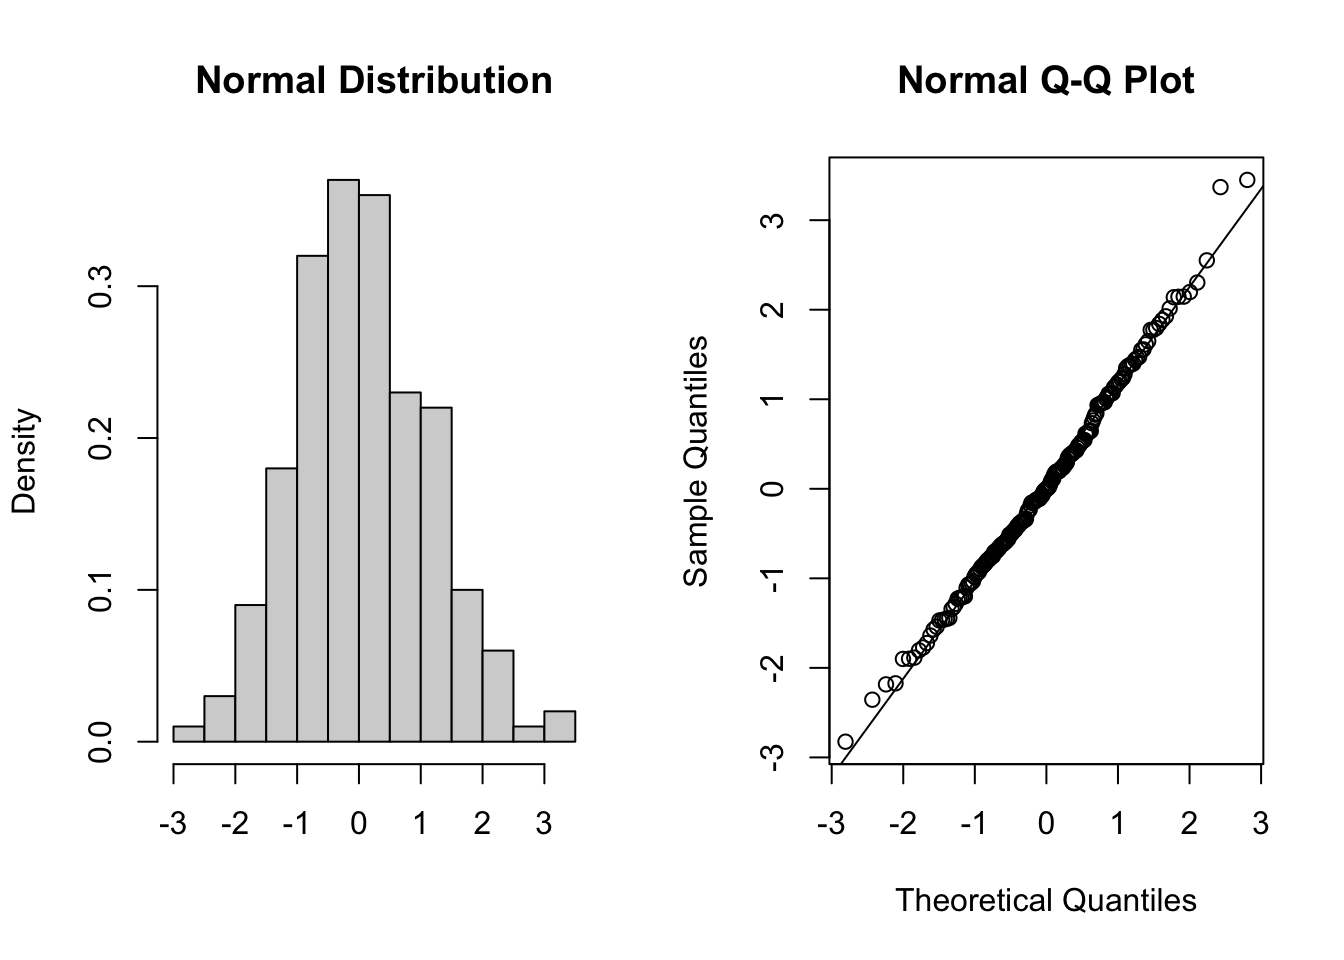 Normal Distribution
Density
0.0 0.1 0.2 0.3
-3 -2 -1 0 1 2 3
Normal Q-Q Plot
Sample Quantiles
-3 -2 -1 0 1 2 3
-3 -2 -1 0 1 2 3
Theoretical Quantiles